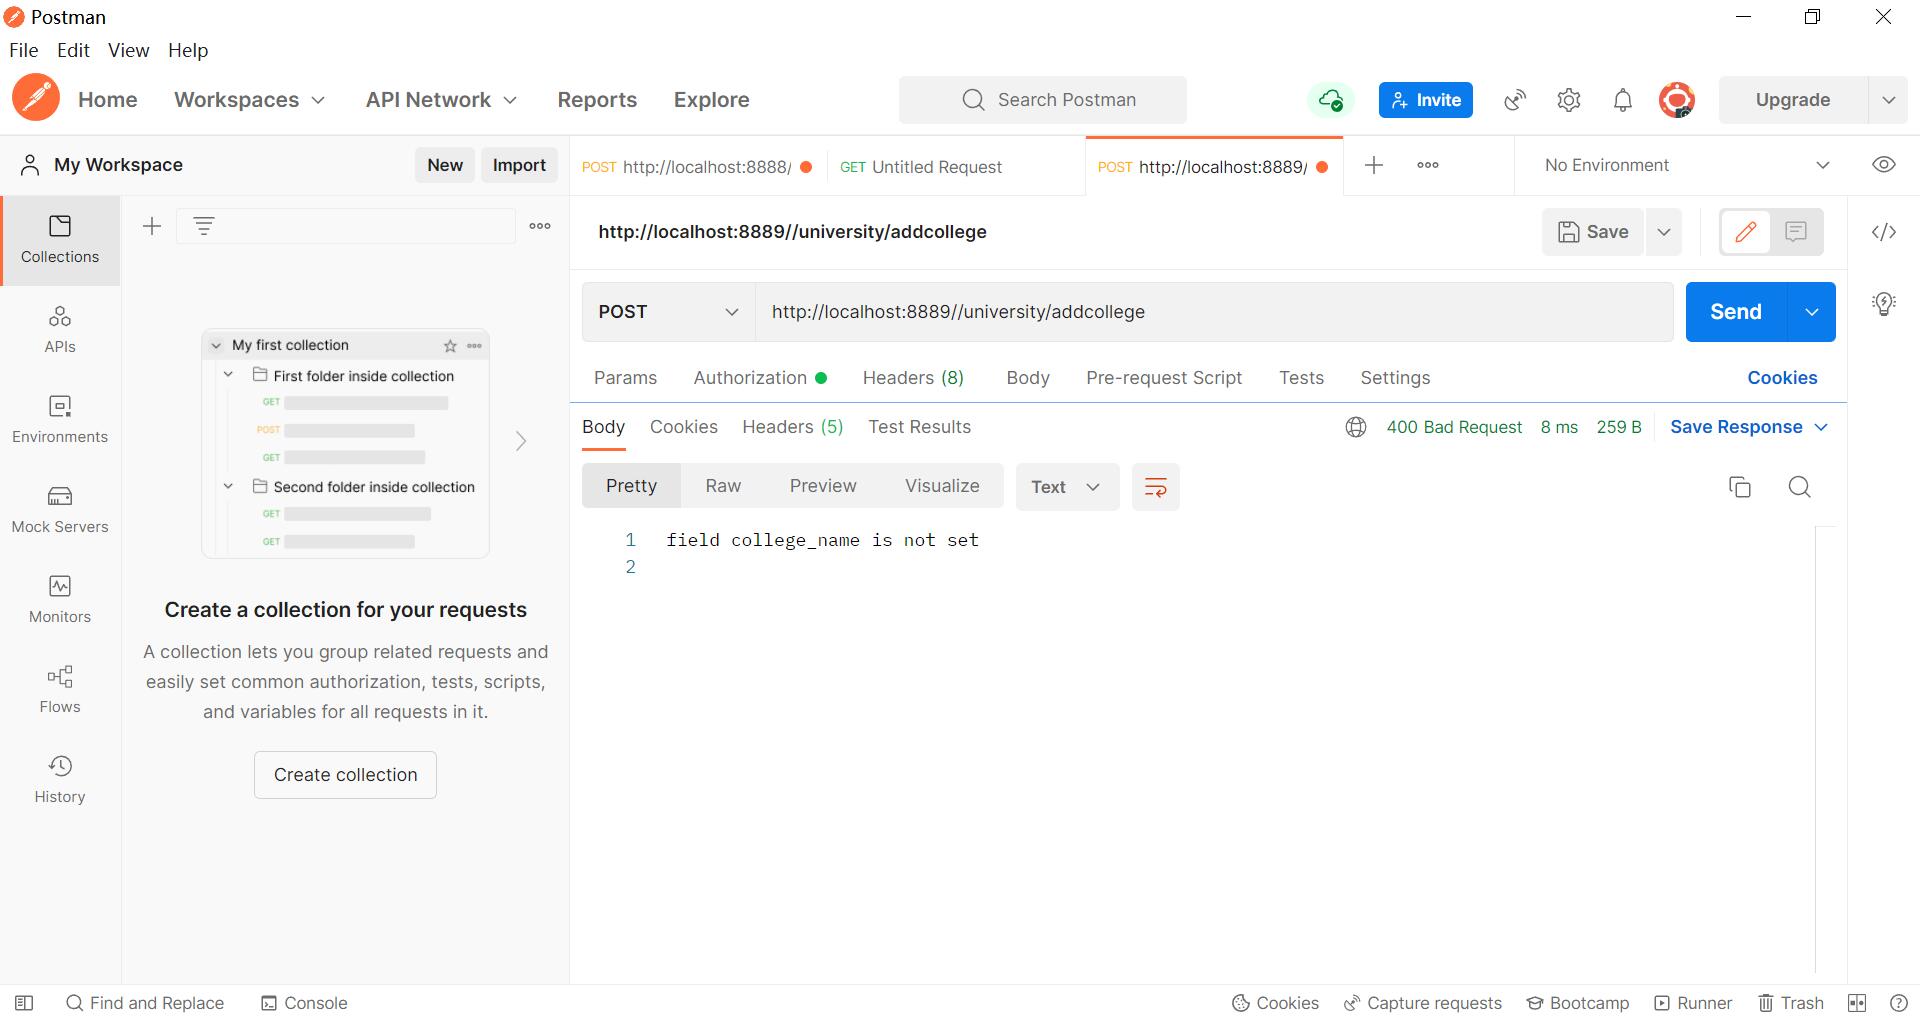 Postman
File Edit View Help
Home Workspaces API Network Reports Explore Search Postman Invite Upgrade
My Workspace New Import
POST http://localhost:8888/ GET Untitled Request POST http://localhost:8889/ No Environment
Collections
APIs
Environments
Mock Servers
Monitors
Flows
History
My first collection
First folder inside collection
GET
POST
GET
Second folder inside collection
GET
GET
Create a collection for your requests
A collection lets you group related requests and
easily set common authorization, tests, scripts,
and variables for all requests in it.
Create collection
http://localhost:8889//university/addcollege Save
POST http://localhost:8889//university/addcollege Send
Params Authorization Headers (8) Body Pre-request Script Tests Settings Cookies
Body Cookies Headers (5) Test Results 400 Bad Request 8 ms 259 B Save Response
Pretty Raw Preview Visualize Text
1 field college_name is not set
2
Find and Replace Console Cookies Capture requests Bootcamp Runner Trash